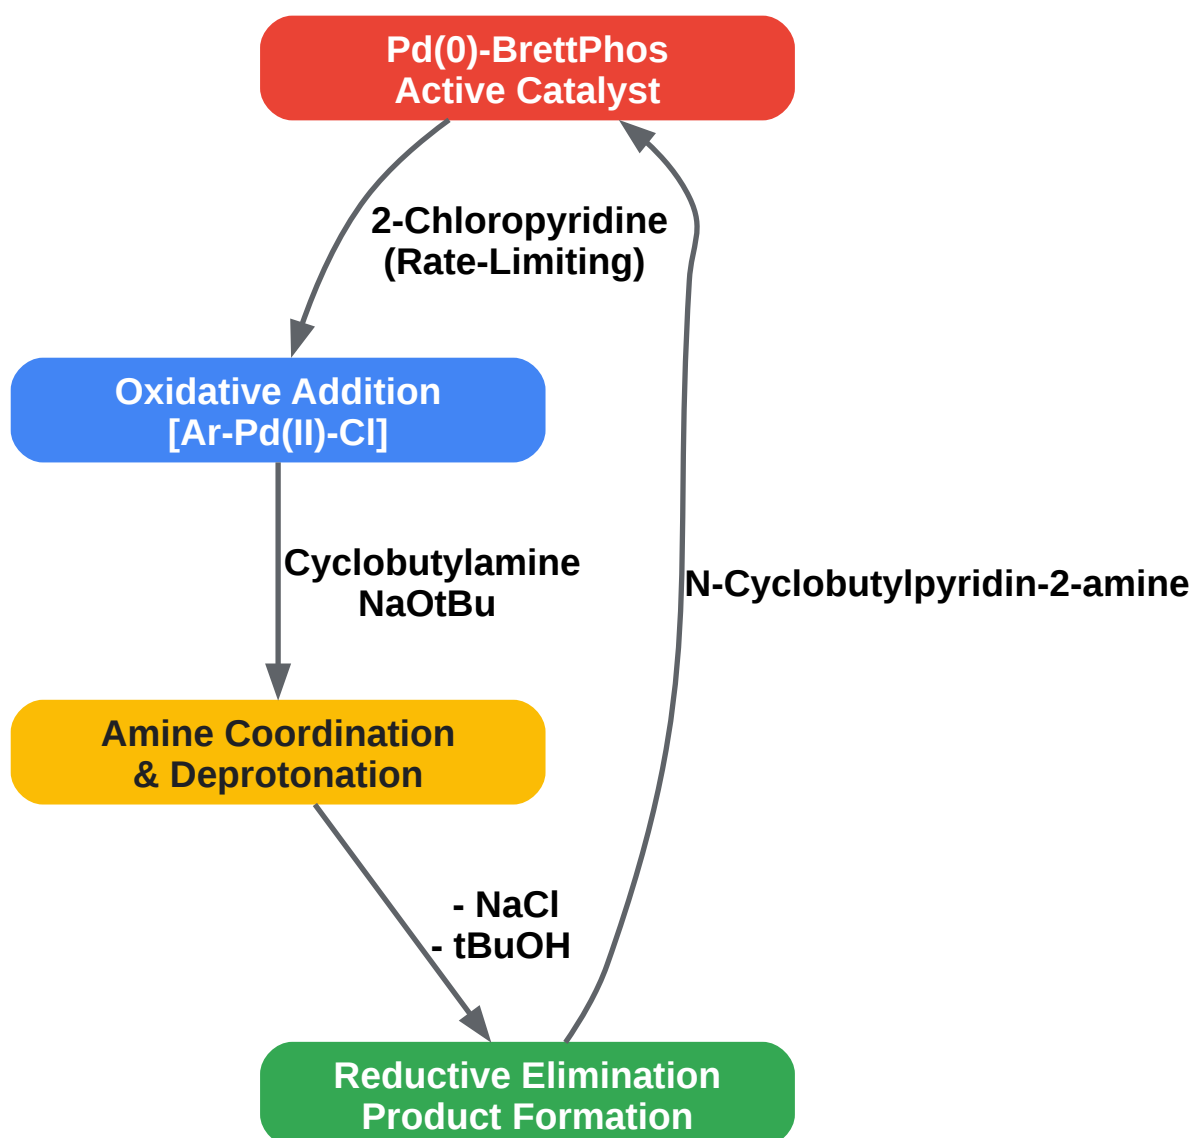 Pd(0)-BrettPhos
Active Catalyst
2-Chloropyridine
(Rate-Limiting)
Oxidative Addition
[Ar-Pd(II)-Cl]
Cyclobutylamine
NaOtBu
N-Cyclobutylpyridin-2-amine
Amine Coordination
& Deprotonation
- NaCl
- tBuOH
Reductive Elimination
Product Formation